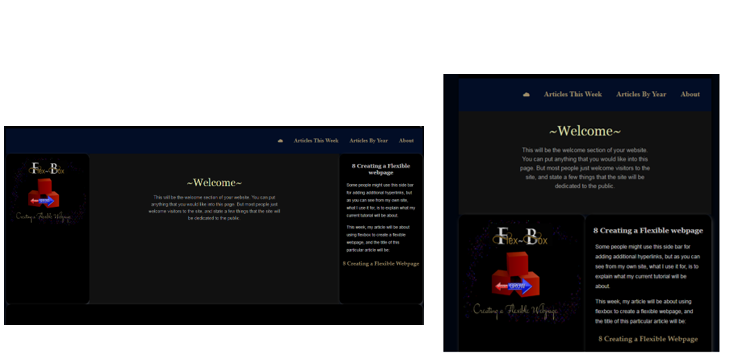 Articles This Week Articles By Year About
Flex-Box
GROW
Creating a Flexible Webpage
~Welcome~
This will be the welcome section of your website. You can put
anything that you would like into this page. But most people just
welcome visitors to the website, and state a few things that the site will
be dedicated to the public.
8 Creating a Flexible
webpage
Some people might use this side bar
for adding additional hyperlinks, but
as you can see from my own site,
what I use it for, is to explain what my
current tutorial will be about.
This week, my article will be about
using flexbox to create a flexible
webpage, and the title of this
particular article will be:
8 Creating a Flexible Webpage
Articles This Week Articles By Year About
~Welcome~
This will be the welcome section of your website.
You can put anything that you would like into this
page. But most people just welcome visitors to the
site, and state a few things that the site will be
dedicated to the public.
Flex-Box
GROW
Creating a Flexible Webpage
8 Creating a Flexible webpage
Some people might use this side bar for
adding additional hyperlinks, but as you can
see from my own site, what I use it for, is to
explain what my current tutorial will be
about.
This week, my article will be about using
flexbox to create a flexible webpage, and
the title of this particular article will be:
8 Creating a Flexible Webpage